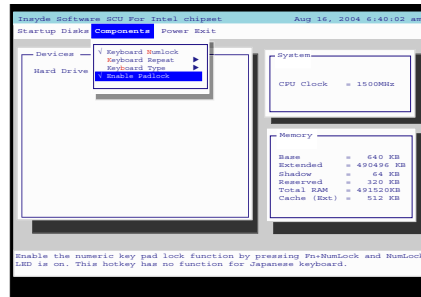 Insyde Software SCU For Intel chipset Aug 16, 2004 6:40:02 am
Startup Disks Components Power Exit
Devices
Hard Drive
√ Keyboard Numlock
Keyboard Repeat ▶
Keyboard Type ▶
√ Enable Padlock
System
CPU Clock = 1500MHz
Memory
Base = 640 KB
Extended = 490496 KB
Shadow = 64 KB
Reserved = 320 KB
Total RAM = 491520KB
Cache (Ext) = 512 KB
Enable the numeric key pad lock function by pressing Fn+NumLock and NumLock
LED is on. This hotkey has no function for Japanese keyboard.